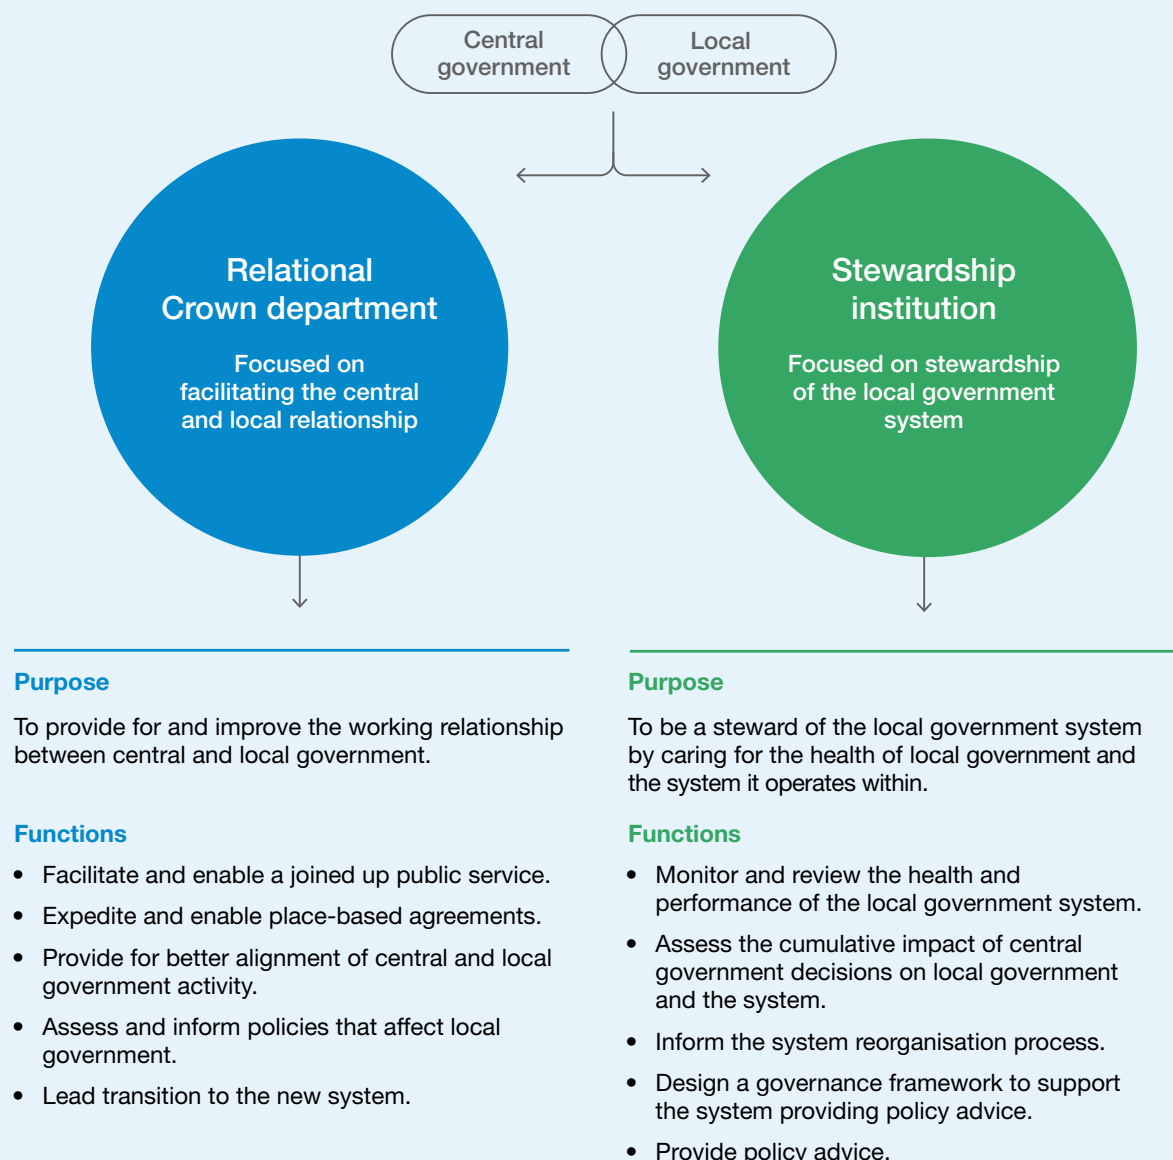 Central
government
Local
government
Relational
Crown department
Focused on
facilitating the central
and local relationship
Stewardship
institution
Focused on stewardship
of the local government
system
Purpose
To provide for and improve the working relationship
between central and local government.
Functions
• Facilitate and enable a joined up public service.
• Expedite and enable place-based agreements.
• Provide for better alignment of central and local
government activity.
• Assess and inform policies that affect local
government.
• Lead transition to the new system.
Purpose
To be a steward of the local government system
by caring for the health of local government and
the system it operates within.
Functions
• Monitor and review the health and
performance of the local government system.
• Assess the cumulative impact of central
government decisions on local government
and the system.
• Inform the system reorganisation process.
• Design a governance framework to support
the system providing policy advice.
• Provide policy advice.